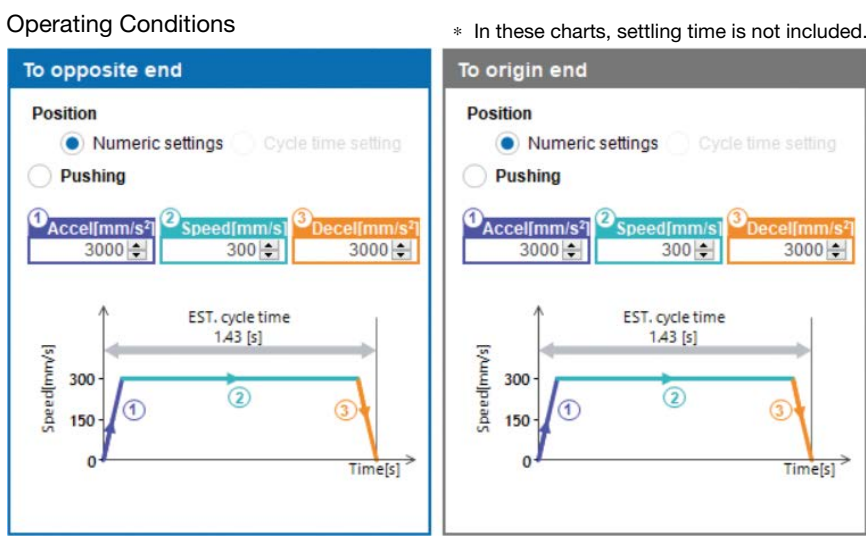 Operating Conditions
* In these charts, settling time is not included.
To opposite end
Position
Numeric settings
Cycle time setting
Pushing
1 Accel[mm/s²]
2 Speed[mm/s]
3 Decel[mm/s²]
3000
300
3000
EST. cycle time
1.43 [s]
Speed[mm/s]
300
150
0
1
2
3
Time[s]
To origin end
Position
Numeric settings
Cycle time setting
Pushing
1 Accel[mm/s²]
2 Speed[mm/s]
3 Decel[mm/s²]
3000
300
3000
EST. cycle time
1.43 [s]
Speed[mm/s]
300
150
0
1
2
3
Time[s]